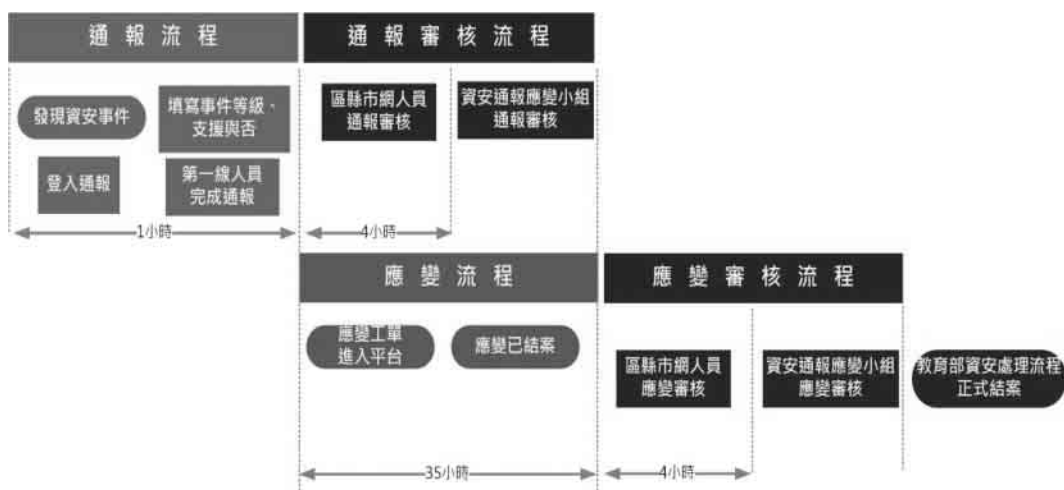 通報流程
通報審核流程
發現資安事件
填寫事件等級、
支援與否
登入通報
第一線人員
完成通報
1小時
區縣市網人員
通報審核
資安通報應變小組
通報審核
4小時
應變流程
應變審核流程
應變工單
進入平台
應變已結案
35小時
區縣市網人員
應變審核
資安通報應變小組
應變審核
4小時
教育部資安處理流程
正式結案